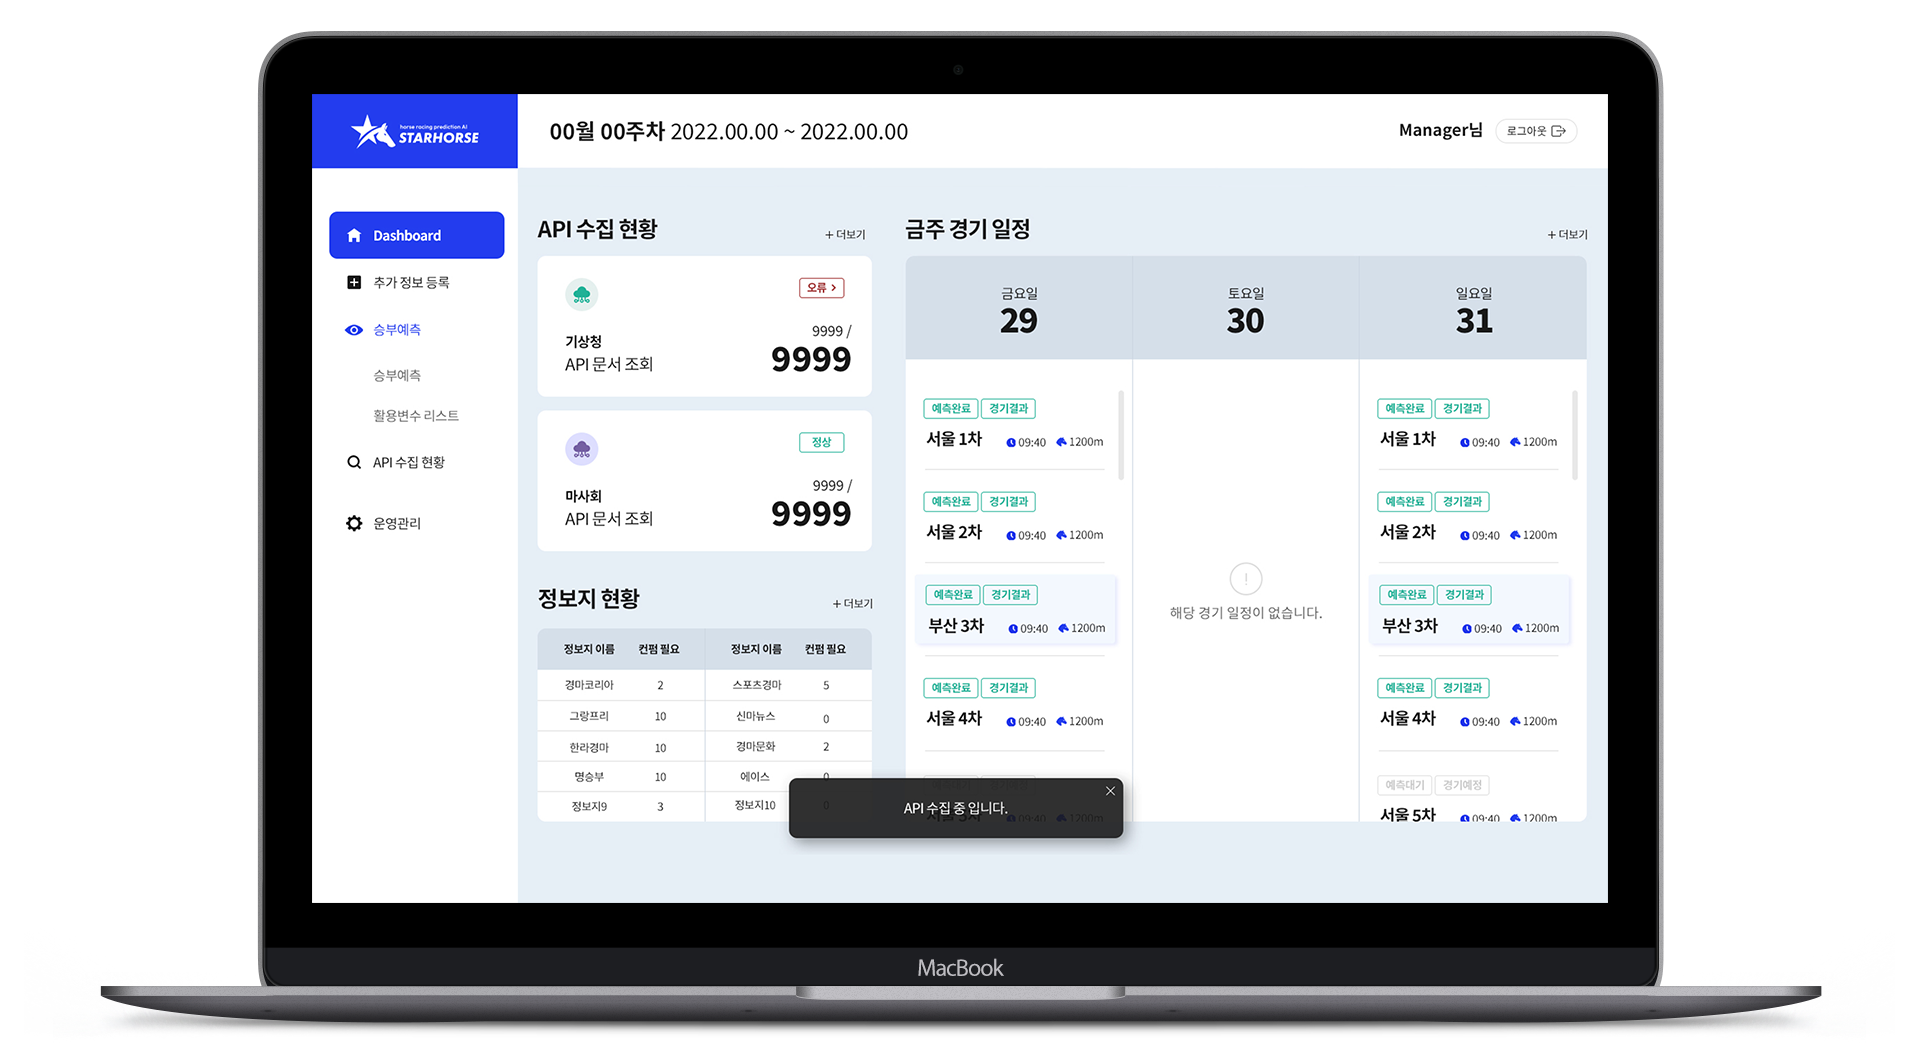 horse racing prediction AI
STARHORSE
00월 00주차 2022.00.00 ~ 2022.00.00
Manager님
로그아웃
Dashboard
추가 정보 등록
승부예측
승부예측
활용변수 리스트
API 수집 현황
운영관리
API 수집 현황
+ 더보기
오류 >
기상청
API 문서 조회
9999 /
9999
정상
마사회
API 문서 조회
9999 /
9999
정보지 현황
+ 더보기
정보지 이름 컨펌 필요 정보지 이름 컨펌 필요
경마코리아 2 스포츠경마 5
그랑프리 10 신마뉴스 0
한라경마 10 경마문화 2
명승부 10 에이스 0
정보지9 3 정보지10 0
금주 경기 일정
+ 더보기
금요일
29
예측완료 경기결과
서울 1차 09:40 1200m
예측완료 경기결과
서울 2차 09:40 1200m
예측완료 경기결과
부산 3차 09:40 1200m
예측완료 경기결과
서울 4차 09:40 1200m
서울 5차 09:40 1200m
토요일
30
해당 경기 일정이 없습니다.
일요일
31
예측완료 경기결과
서울 1차 09:40 1200m
예측완료 경기결과
서울 2차 09:40 1200m
예측완료 경기결과
부산 3차 09:40 1200m
예측완료 경기결과
서울 4차 09:40 1200m
예측대기 경기예정
서울 5차 09:40 1200m
API 수집 중 입니다.
MacBook